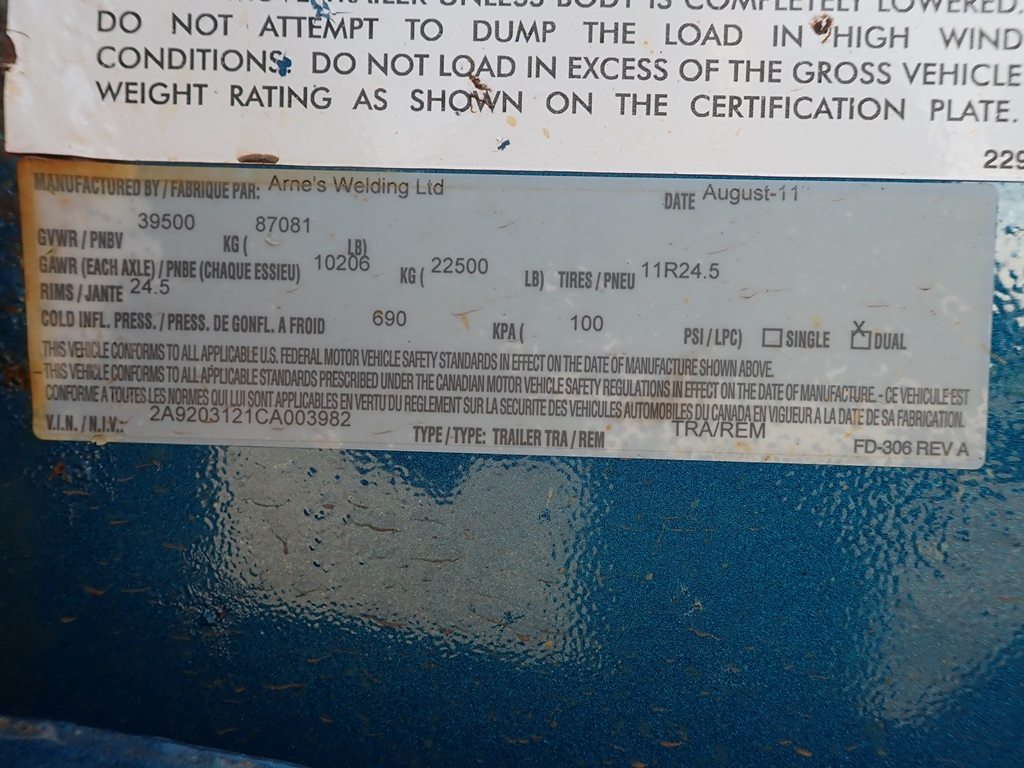 TRAILER UNLESS BODY IS COMPLETELY LOWERED.
DO NOT ATTEMPT TO DUMP THE LOAD IN HIGH WIND
CONDITIONS. DO NOT LOAD IN EXCESS OF THE GROSS VEHICLE
WEIGHT RATING AS SHOWN ON THE CERTIFICATION PLATE.
229
MANUFACTURED BY / FABRIQUE PAR: Arne's Welding Ltd DATE August-11
GVWR / PNBV 39500 KG ( 87081 LB)
GAWR (EACH AXLE) / PNBE (CHAQUE ESSIEU) 10206 KG ( 22500 LB) TIRES / PNEU 11R24.5
RIMS / JANTE 24.5
COLD INFL. PRESS. / PRESS. DE GONFL. A FROID 690 KPA ( 100 PSI / LPC) ☐ SINGLE X☐ DUAL
THIS VEHICLE CONFORMS TO ALL APPLICABLE U.S. FEDERAL MOTOR VEHICLE SAFETY STANDARDS IN EFFECT ON THE DATE OF MANUFACTURE SHOWN ABOVE.
-THIS VEHICLE CONFORMS TO ALL APPLICABLE STANDARDS PRESCRIBED UNDER THE CANADIAN MOTOR VEHICLE SAFETY REGULATIONS IN EFFECT ON THE DATE OF MANUFACTURE. - CE VEHICULE EST
CONFORME A TOUTES LES NORMES QUI LUI SONT APPLICABLES EN VERTU DU REGLEMENT SUR LA SECURITE DES VEHICULES AUTOMOBILES DU CANADA EN VIGUEUR A LA DATE DE SA FABRICATION.
V.I.N. / N.I.V.: 2A9203121CA003982 TYPE / TYPE: TRAILER TRA / REM TRA/REM FD-306 REV A